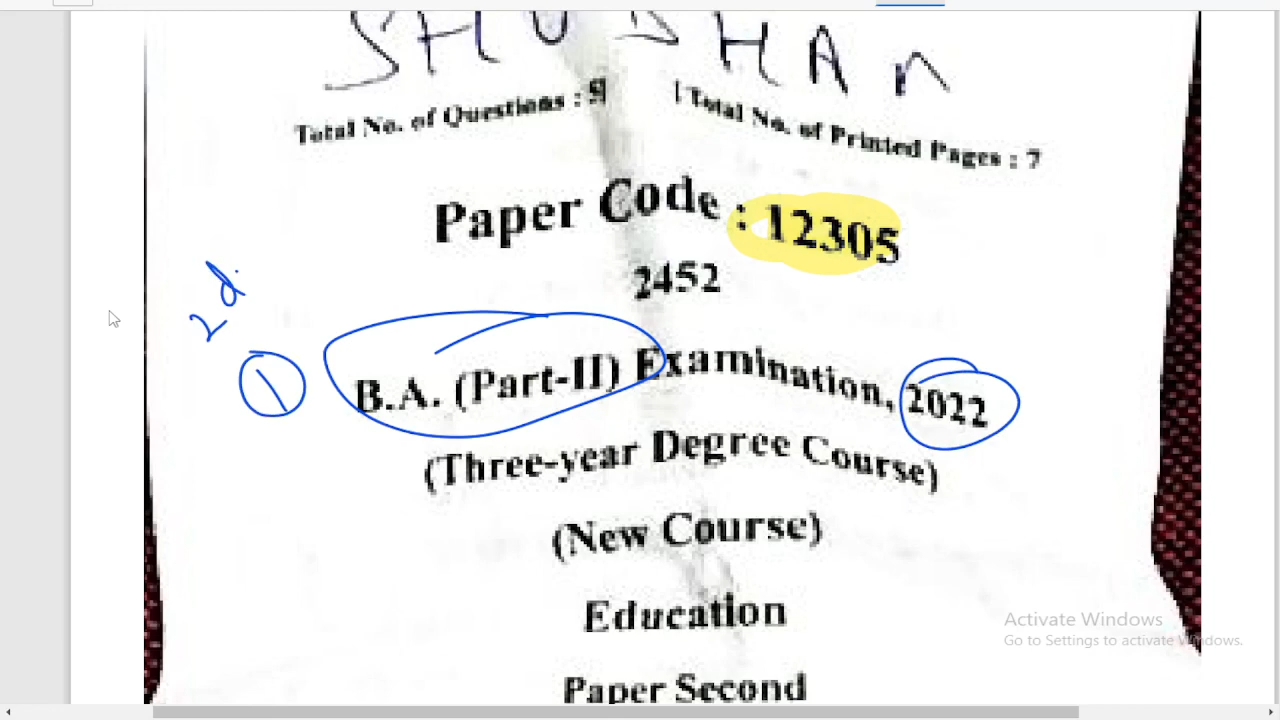 SHUBHAM
Total No. of Questions : 9] [Total No. of Printed Pages : 7
Paper Code : 12305
2452
2
1
B.A. (Part-II) Examination, 2022
(Three-year Degree Course)
(New Course)
Education
Paper Second
Activate Windows
Go to Settings to activate Windows.